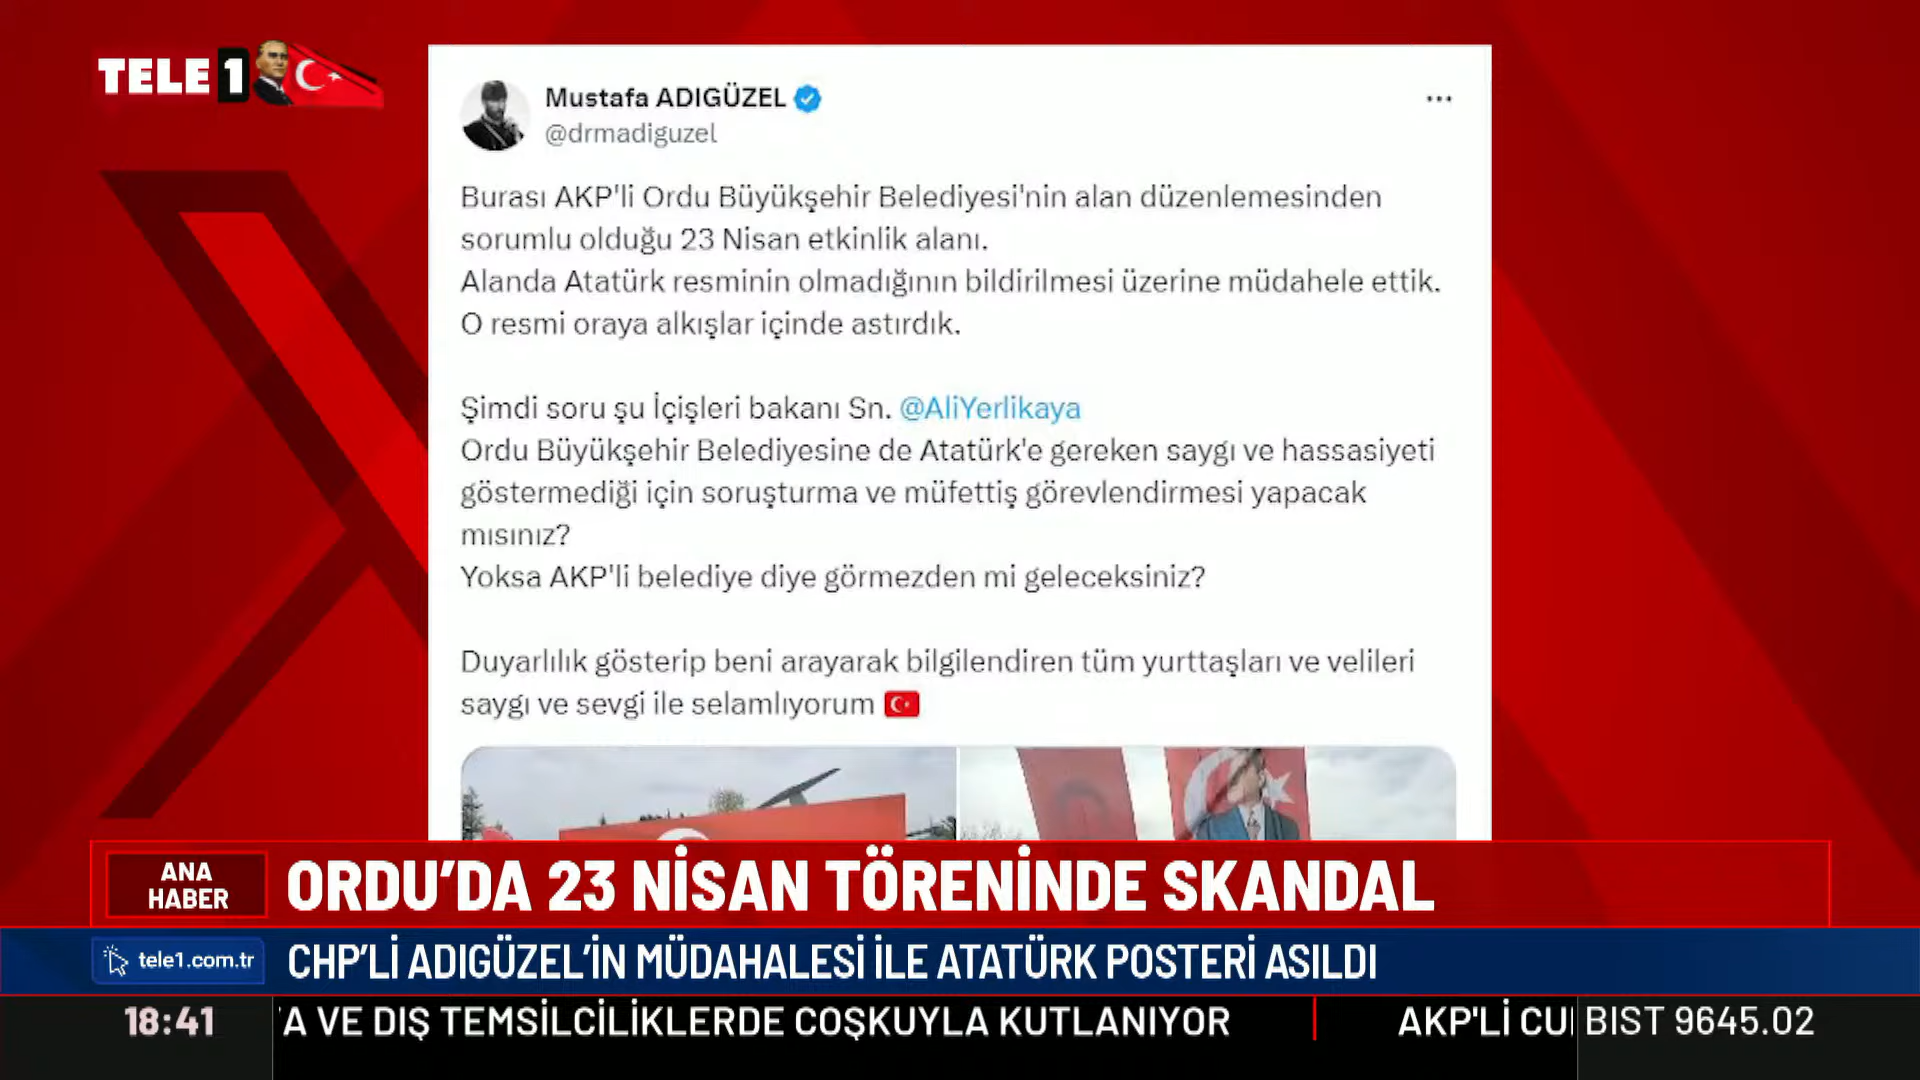 TELE1
Mustafa ADIGÜZEL
@drmadiguzel
Burası AKP'li Ordu Büyükşehir Belediyesi'nin alan düzenlemesinden
sorumlu olduğu 23 Nisan etkinlik alanı.
Alanda Atatürk resminin olmadığının bildirilmesi üzerine müdahele ettik.
O resmi oraya alkışlar içinde astırdık.
Şimdi soru şu İçişleri bakanı Sn. @AliYerlikaya
Ordu Büyükşehir Belediyesine de Atatürk'e gereken saygı ve hassasiyeti
göstermediği için soruşturma ve müfettiş görevlendirmesi yapacak
mısınız?
Yoksa AKP'li belediye diye görmezden mi geleceksiniz?
Duyarlılık gösterip beni arayarak bilgilendiren tüm yurttaşları ve velileri
saygı ve sevgi ile selamlıyorum 🇹🇷
ANA
HABER
ORDU’DA 23 NİSAN TÖRENİNDE SKANDAL
tele1.com.tr
CHP’Lİ ADIGÜZEL’İN MÜDAHALESİ İLE ATATÜRK POSTERİ ASILDI
18:41
'A VE DIŞ TEMSİLCİLİKLERDE COŞKUYLA KUTLANIYOR
AKP'Lİ CU
BIST 9645.02